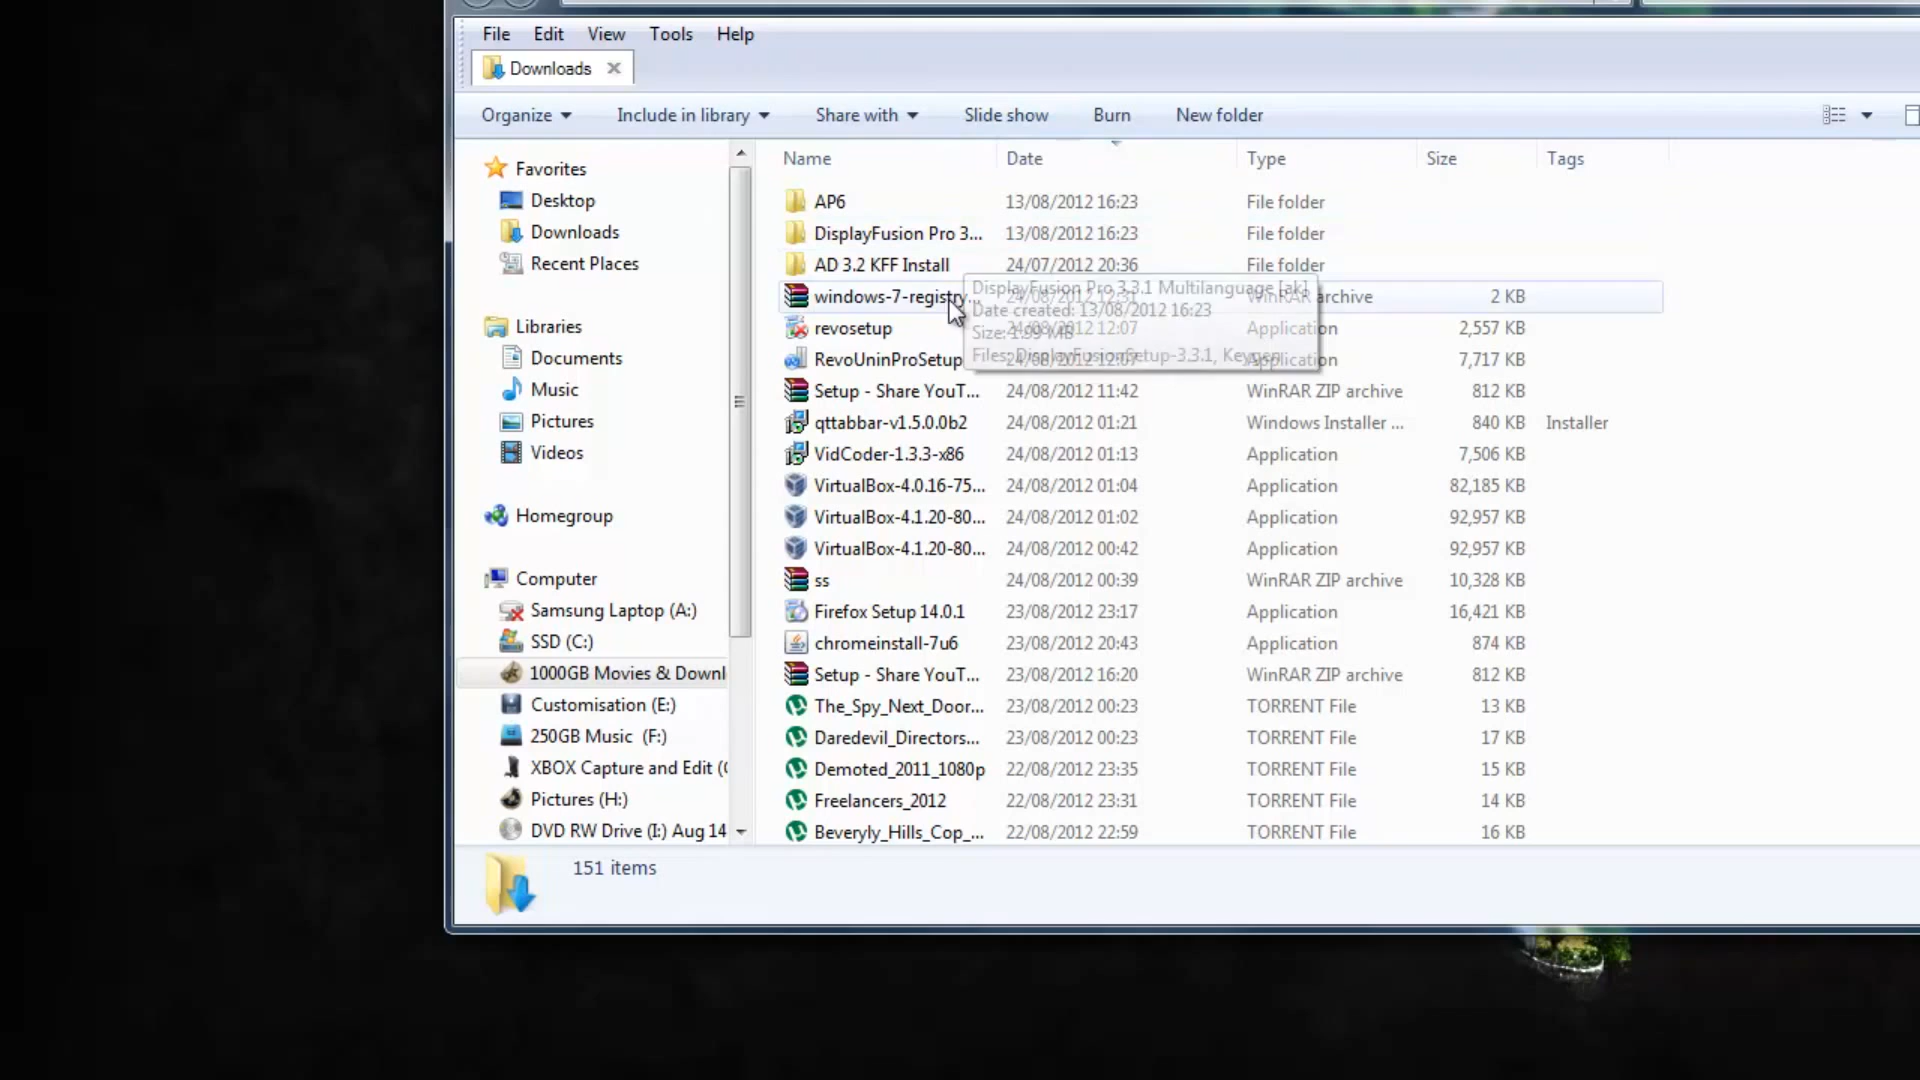 File Edit View Tools Help
Downloads
Organize Include in library Share with Slide show Burn New folder
Name Date Type Size Tags
Favorites
Desktop
Downloads
Recent Places
Libraries
Documents
Music
Pictures
Videos
Homegroup
Computer
Samsung Laptop (A:)
SSD (C:)
1000GB Movies & Downl
Customisation (E:)
250GB Music (F:)
XBOX Capture and Edit (
Pictures (H:)
DVD RW Drive (I:) Aug 14
AP6 13/08/2012 16:23 File folder
DisplayFusion Pro 3... 13/08/2012 16:23 File folder
AD 3.2 KFF Install 24/07/2012 20:36 File folder
windows-7-registry... 24/08/2012 12:31 WinRAR archive 2 KB
revosetup 24/08/2012 12:07 Application 2,557 KB
RevoUninProSetup 24/08/2012 12:07 Application 7,717 KB
DisplayFusion Pro 3.3.1 Multilanguage [ak]
Date created: 13/08/2012 16:23
Size: 1.99 MB
Files: DisplayFusionSetup-3.3.1, Keygen
Setup - Share YouT... 24/08/2012 11:42 WinRAR ZIP archive 812 KB
qttabbar-v1.5.0.0b2 24/08/2012 01:21 Windows Installer ... 840 KB Installer
VidCoder-1.3.3-x86 24/08/2012 01:13 Application 7,506 KB
VirtualBox-4.0.16-75... 24/08/2012 01:04 Application 82,185 KB
VirtualBox-4.1.20-80... 24/08/2012 01:02 Application 92,957 KB
VirtualBox-4.1.20-80... 24/08/2012 00:42 Application 92,957 KB
ss 24/08/2012 00:39 WinRAR ZIP archive 10,328 KB
Firefox Setup 14.0.1 23/08/2012 23:17 Application 16,421 KB
chromeinstall-7u6 23/08/2012 20:43 Application 874 KB
Setup - Share YouT... 23/08/2012 16:20 WinRAR ZIP archive 812 KB
The_Spy_Next_Door... 23/08/2012 00:23 TORRENT File 13 KB
Daredevil_Directors... 23/08/2012 00:23 TORRENT File 17 KB
Demoted_2011_1080p 22/08/2012 23:35 TORRENT File 15 KB
Freelancers_2012 22/08/2012 23:31 TORRENT File 14 KB
Beveryly_Hills_Cop_... 22/08/2012 22:59 TORRENT File 16 KB
151 items